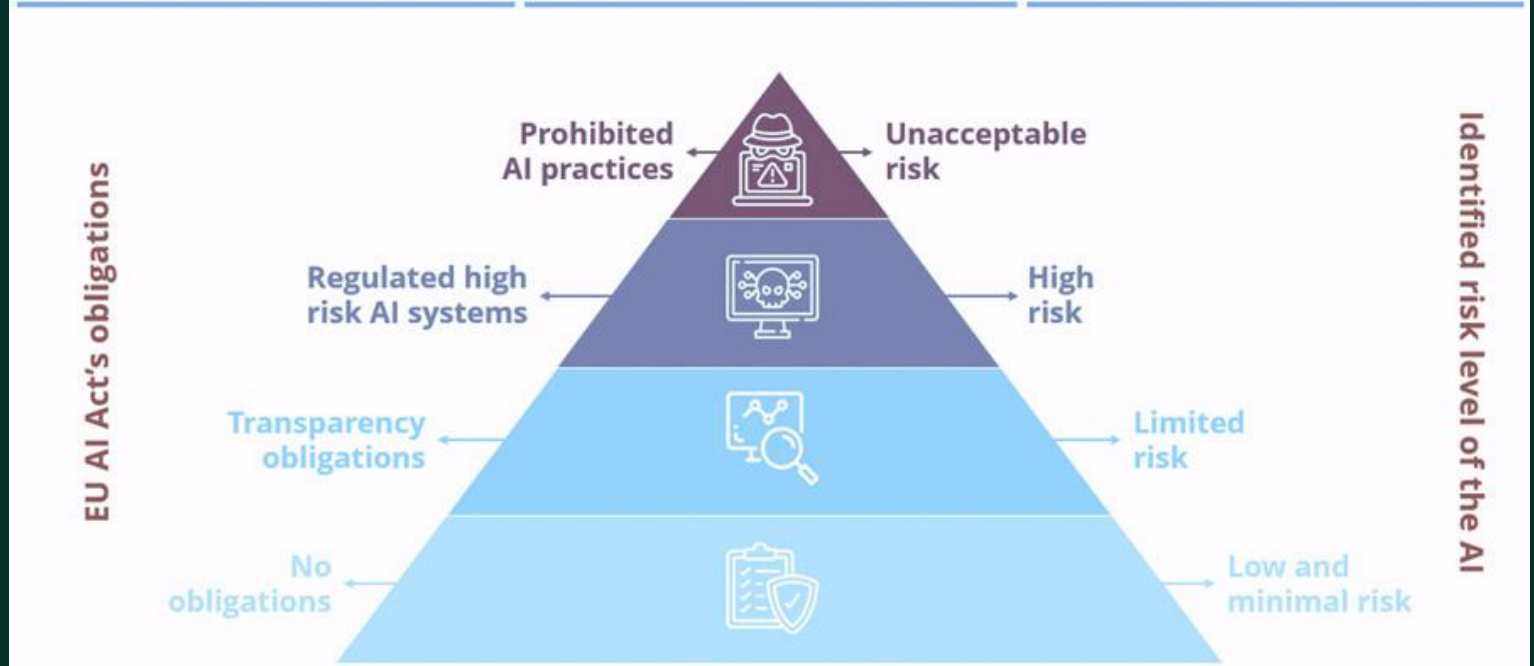 EU AI Act's obligations
Prohibited
AI practices
Unacceptable
risk
Regulated high
risk AI systems
High
risk
Transparency
obligations
Limited
risk
No
obligations
Low and
minimal risk
Identified risk level of the AI